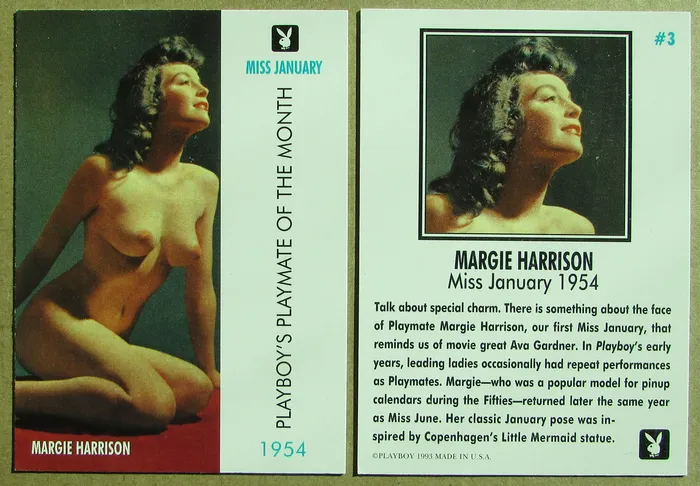 MISS JANUARY
PLAYBOY'S PLAYMATE OF THE MONTH
MARGIE HARRISON
1954
#3
MARGIE HARRISON
Miss January 1954
Talk about special charm. There is something about the face
of Playmate Margie Harrison, our first Miss January, that
reminds us of movie great Ava Gardner. In Playboy's early
years, leading ladies occasionally had repeat performances
as Playmates. Margie—who was a popular model for pinup
calendars during the Fifties—returned later the same year
as Miss June. Her classic January pose was in-
spired by Copenhagen's Little Mermaid statue.
©PLAYBOY 1993 MADE IN U.S.A.